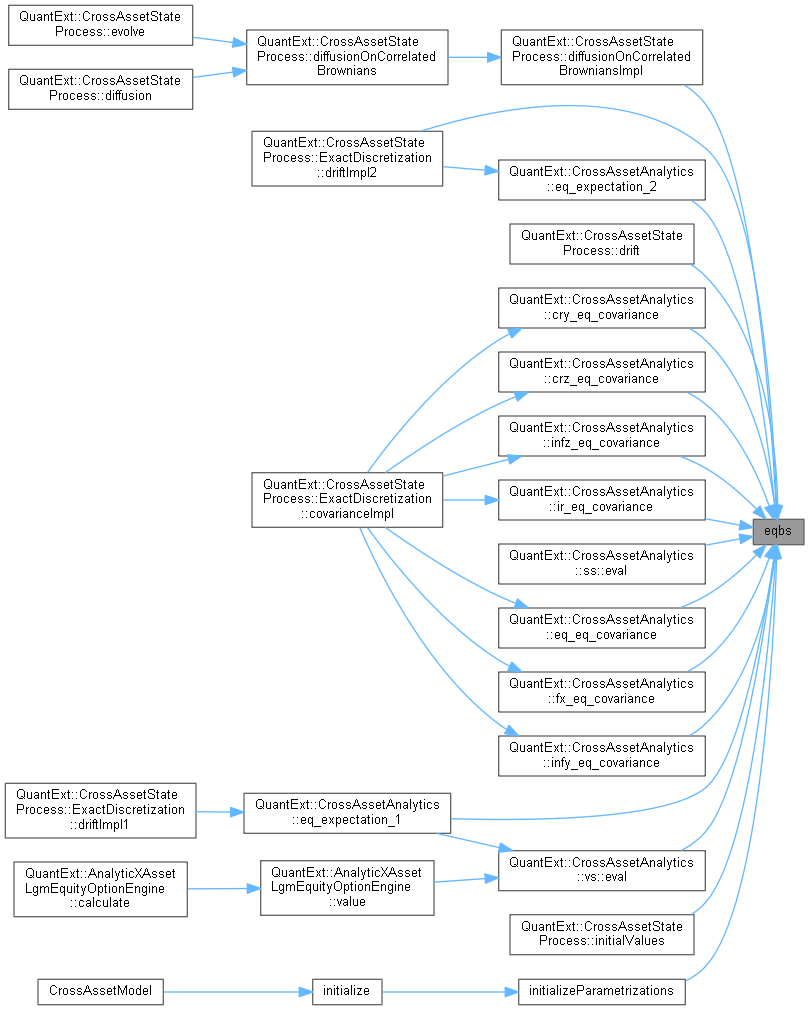 QuantExt::CrossAssetState
Process::evolve
QuantExt::CrossAssetState
Process::diffusion
QuantExt::CrossAssetState
Process::diffusionOnCorrelated
Brownians
QuantExt::CrossAssetState
Process::diffusionOnCorrelated
BrowniansImpl
QuantExt::CrossAssetState
Process::ExactDiscretization
::driftImpl2
QuantExt::CrossAssetAnalytics
::eq_expectation_2
QuantExt::CrossAssetState
Process::drift
QuantExt::CrossAssetAnalytics
::cry_eq_covariance
QuantExt::CrossAssetAnalytics
::crz_eq_covariance
QuantExt::CrossAssetAnalytics
::infz_eq_covariance
QuantExt::CrossAssetState
Process::ExactDiscretization
::covarianceImpl
QuantExt::CrossAssetAnalytics
::ir_eq_covariance
eqbs
QuantExt::CrossAssetAnalytics
::ss::eval
QuantExt::CrossAssetAnalytics
::eq_eq_covariance
QuantExt::CrossAssetAnalytics
::fx_eq_covariance
QuantExt::CrossAssetAnalytics
::infy_eq_covariance
QuantExt::CrossAssetState
Process::ExactDiscretization
::driftImpl1
QuantExt::CrossAssetAnalytics
::eq_expectation_1
QuantExt::CrossAssetAnalytics
::vs::eval
QuantExt::AnalyticXAsset
LgmEquityOptionEngine
::calculate
QuantExt::AnalyticXAsset
LgmEquityOptionEngine
::value
QuantExt::CrossAssetState
Process::initialValues
CrossAssetModel
initialize
initializeParametrizations